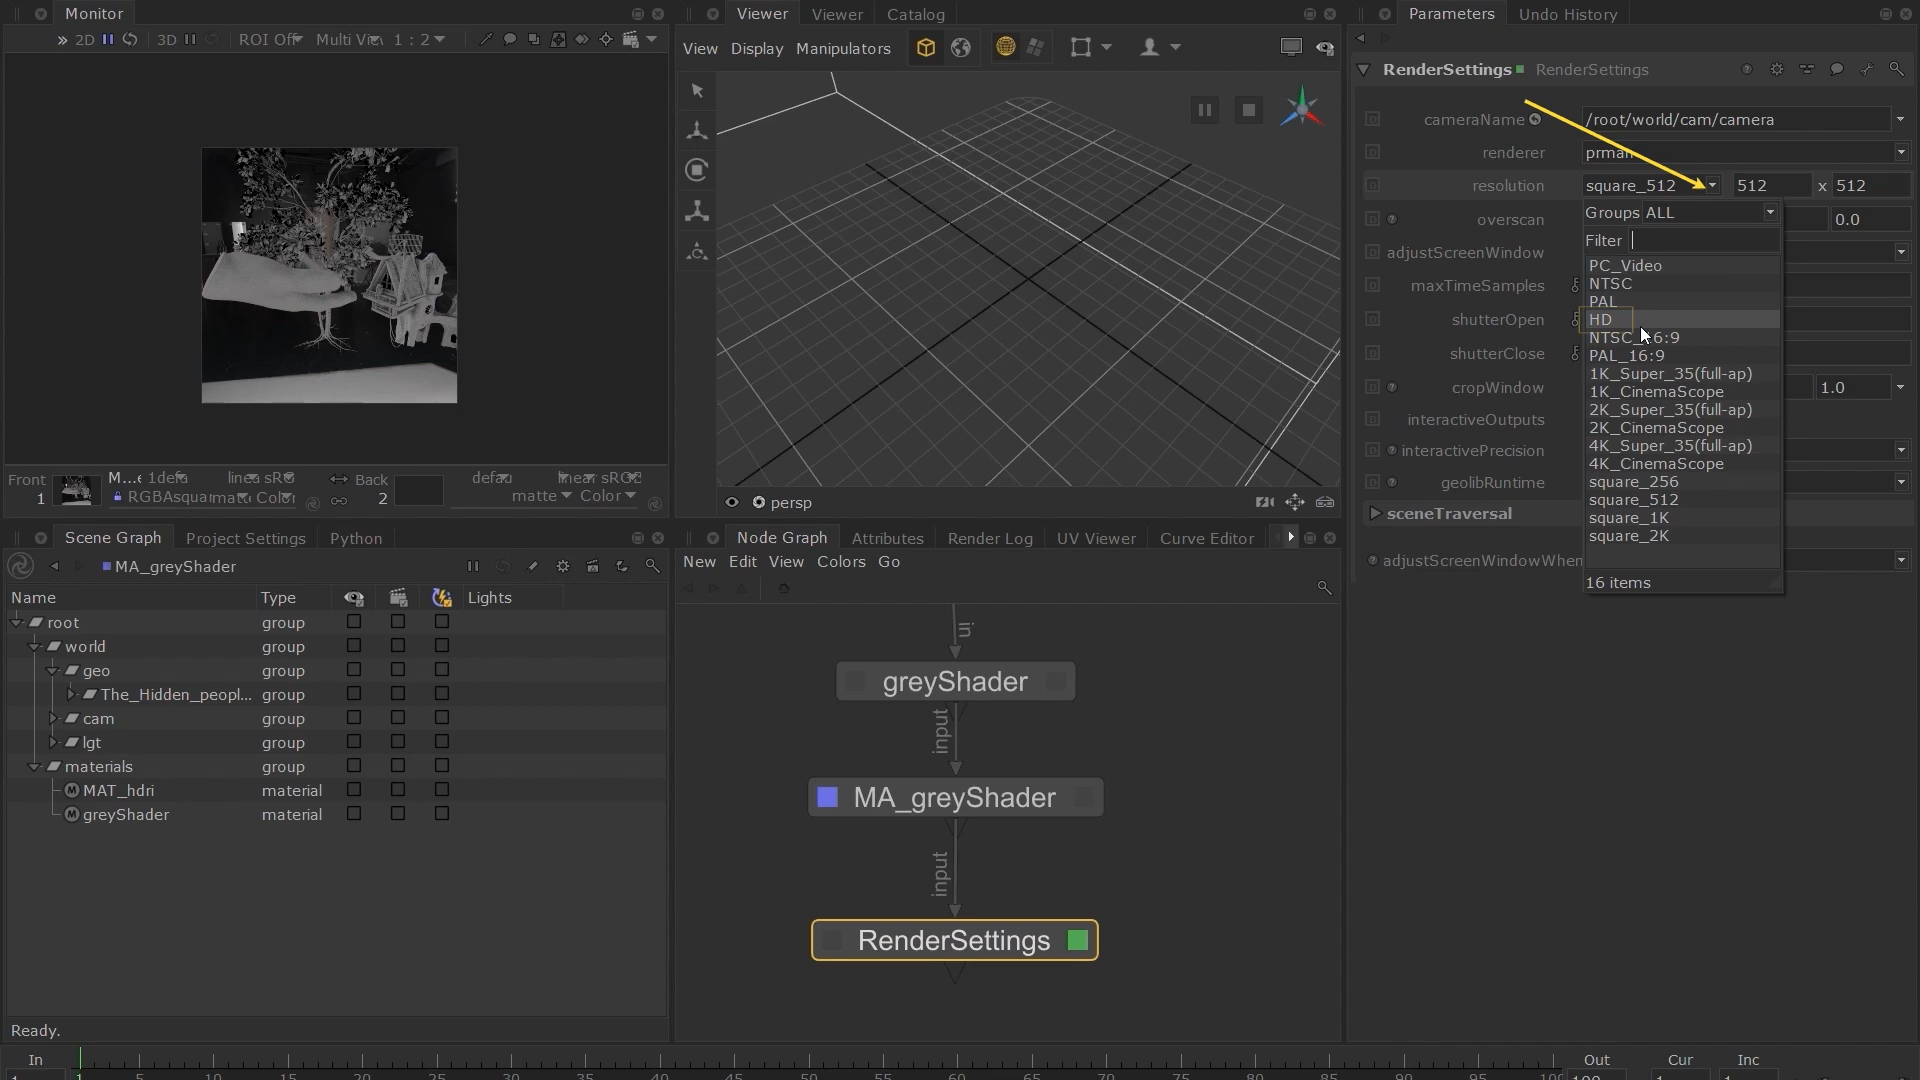 Monitor
2D 3D ROI Off 1 : 2
Front
1
Back
2
RGBA
matte Color
Viewer Viewer Catalog
View Display Manipulators
persp
Parameters Undo History
RenderSettings RenderSettings
cameraName /root/world/cam/camera
renderer prman
resolution square_512 512 x 512
overscan 0.0
adjustScreenWindow
maxTimeSamples
shutterOpen
shutterClose
cropWindow 1.0
interactiveOutputs
interactivePrecision
geolibRuntime
sceneTraversal
adjustScreenWindowWhen
Groups ALL
Filter
PC_Video
NTSC
PAL
HD
NTSC_16:9
PAL_16:9
1K_Super_35(full-ap)
1K_CinemaScope
2K_Super_35(full-ap)
2K_CinemaScope
4K_Super_35(full-ap)
4K_CinemaScope
square_256
square_512
square_1K
square_2K
16 items
Scene Graph Project Settings Python
MA_greyShader
Name Type Lights
root group
world group
geo group
The_Hidden_peopl... group
cam group
lgt group
materials group
MAT_hdri material
greyShader material
Ready.
Node Graph Attributes Render Log UV Viewer Curve Editor
New Edit View Colors Go
in
greyShader
input
MA_greyShader
input
RenderSettings
In Out Cur Inc